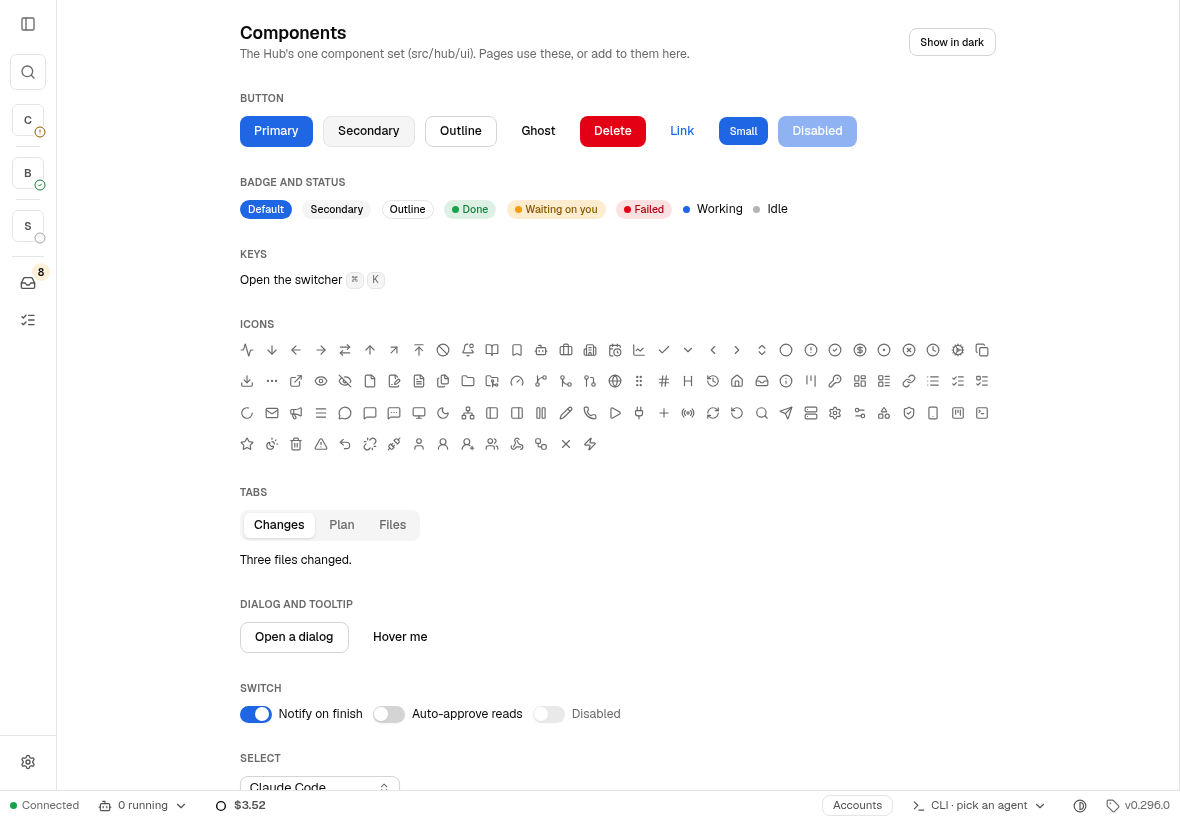 Components
The Hub's one component set (src/hub/ui). Pages use these, or add to them here.
Show in dark
C
B
S
8
BUTTON
Primary Secondary Outline Ghost Delete Link Small Disabled
BADGE AND STATUS
Default Secondary Outline Done Waiting on you Failed Working Idle
KEYS
Open the switcher ⌘ K
ICONS
TABS
Changes Plan Files
Three files changed.
DIALOG AND TOOLTIP
Open a dialog Hover me
SWITCH
Notify on finish Auto-approve reads Disabled
SELECT
Claude Code
Connected 0 running $3.52 Accounts CLI · pick an agent v0.296.0